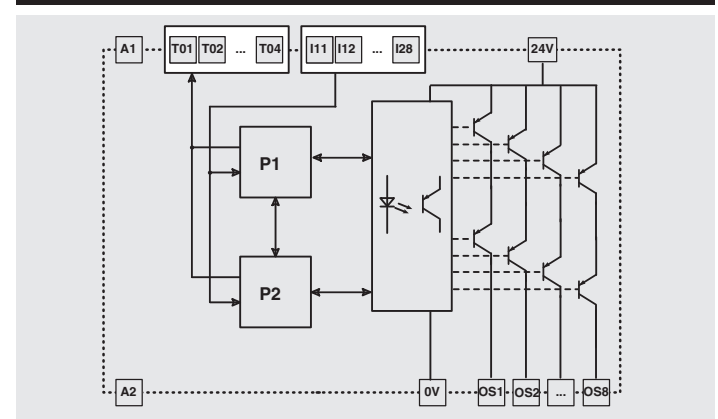 A1 T01 T02 ... T04 I11 I12 ... I28 24V
P1
P2
A2 0V OS1 OS2 ... OS8